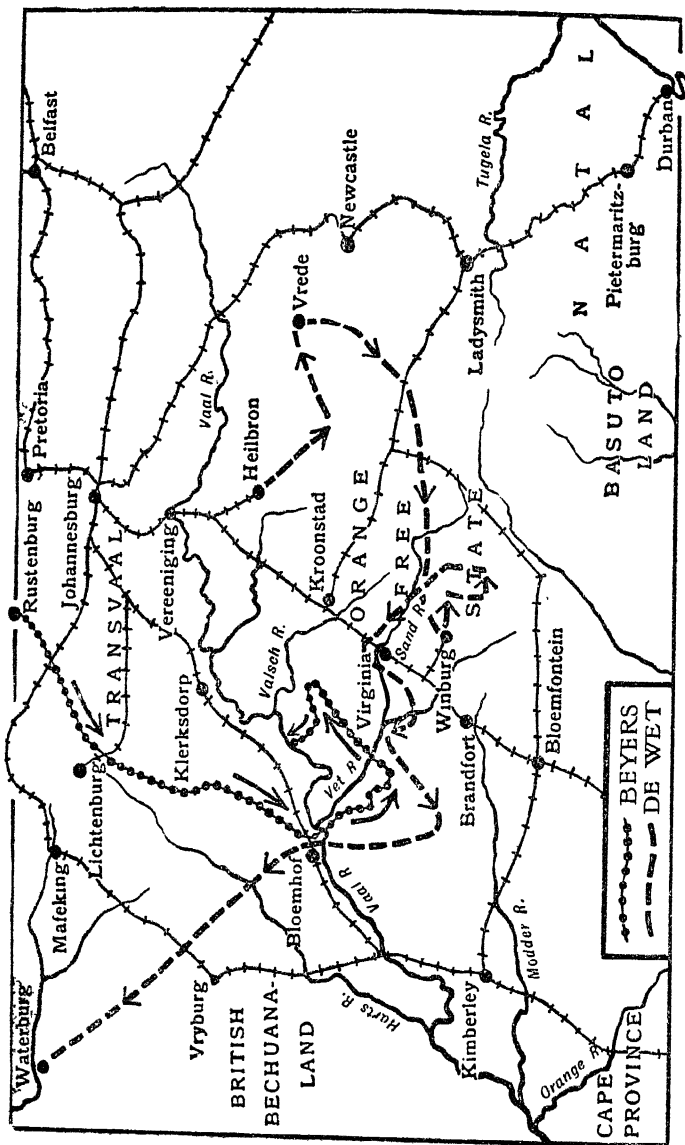 Belfast
Pretoria
Rustenburg
Johannesburg
TRANSVAAL
Vereeniging
Vaal R.
Heilbron
Vrede
Newcastle
Ladysmith
Tugela R.
NATAL
Pietermaritz-
burg
Durban
BASUTO
LAND
Kroonstad
ORANGE
FREE
STATE
Valsch R.
Virginia
Sand R.
Winburg
Vet R
Brandfort
Bloemfontein
Klerksdorp
Lichtenburg
Mafeking
Bloemhof
Vaal R
Waterburg
Vryburg
BRITISH
BECHUANA-
LAND
Harts R.
Kimberley
Modder R.
Orange R.
CAPE
PROVINCE
BEYERS
DE WET